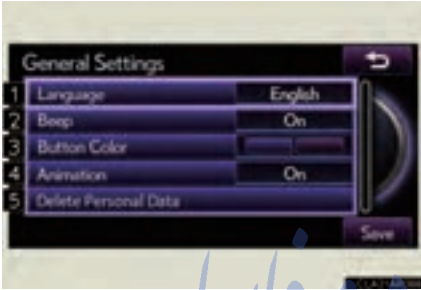 General Settings
1 Language English
2 Beep On
3 Button Color
4 Animation On
5 Delete Personal Data
Save